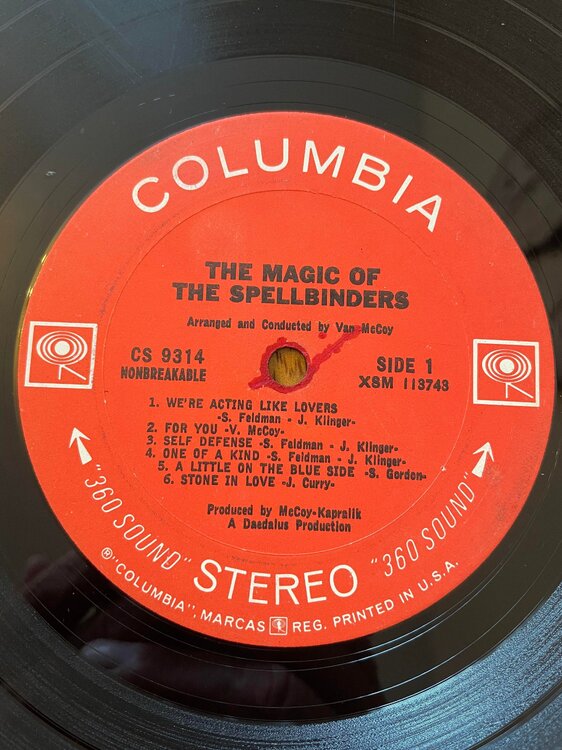 COLUMBIA
THE MAGIC OF
THE SPELLBINDERS
Arranged and Conducted by Van McCoy
CS 9314
NONBREAKABLE
SIDE 1
XSM 113743
1. WE'RE ACTING LIKE LOVERS
-S. Feldman - J. Klinger-
2. FOR YOU -V. McCoy-
3. SELF DEFENSE -S. Feldman - J. Klinger-
4. ONE OF A KIND -S. Feldman - J. Klinger-
5. A LITTLE ON THE BLUE SIDE -S. Gordon-
6. STONE IN LOVE -J. Curry-
Produced by McCoy-Kapralik
A Daedalus Production
"360 SOUND" STEREO "360 SOUND"
®"COLUMBIA", MARCAS REG. PRINTED IN U.S.A.